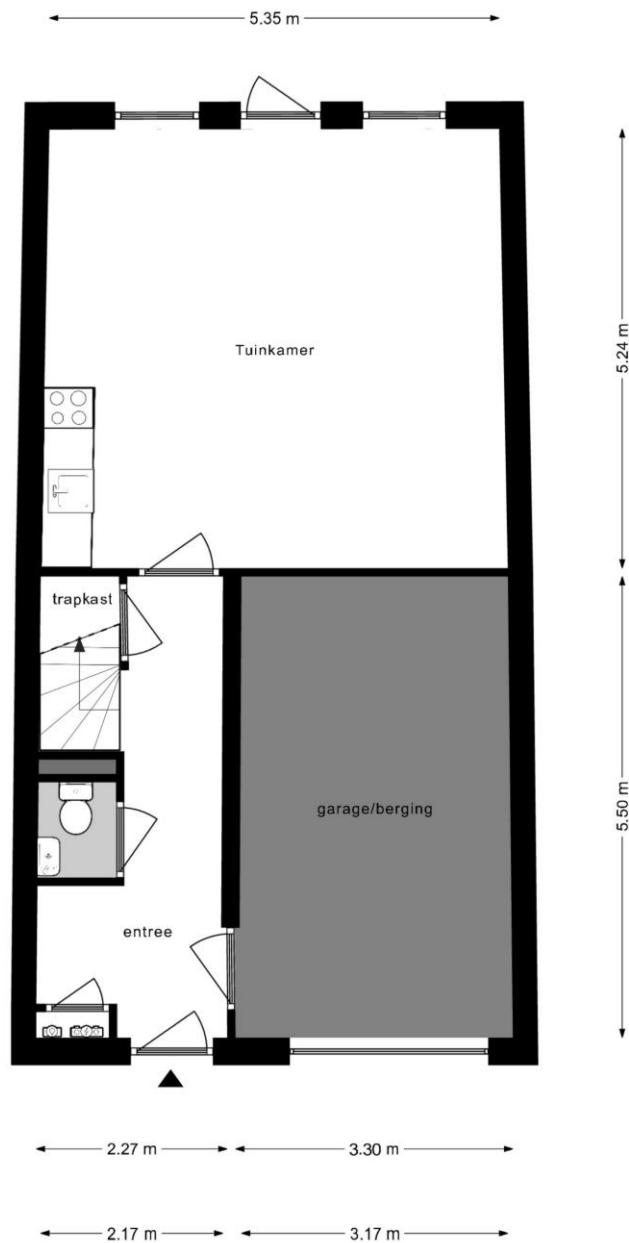 5.35 m
5.24 m
Tuinkamer
trapkast
garage/berging
5.50 m
entree
2.27 m
3.30 m
2.17 m
3.17 m